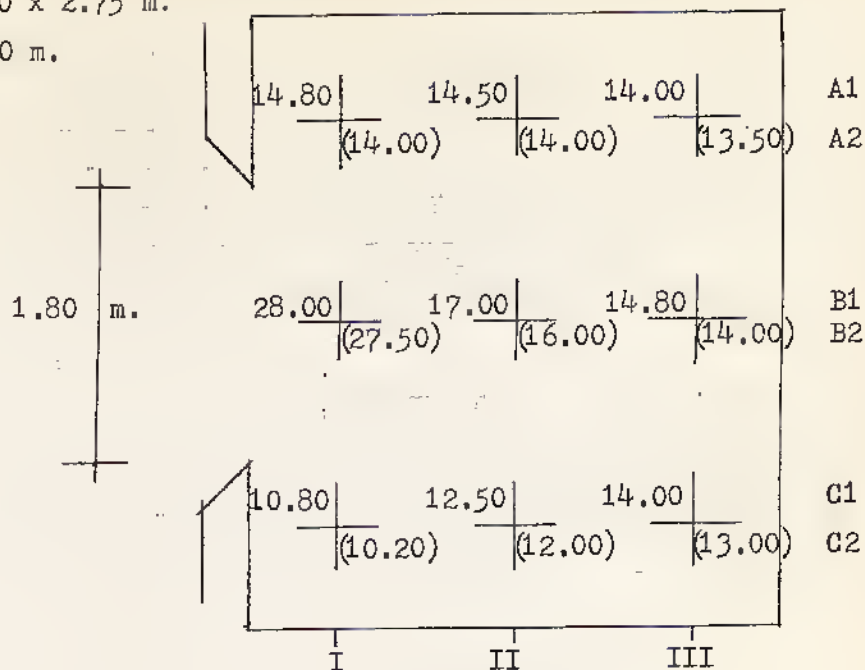 x 2.75 m.
0 m.
14.80 14.50 14.00 A1
(14.00) (14.00) (13.50) A2
1.80 m. 28.00 17.00 14.80 B1
(27.50) (16.00) (14.00) B2
10.80 12.50 14.00 C1
(10.20) (12.00) (13.00) C2
I II III